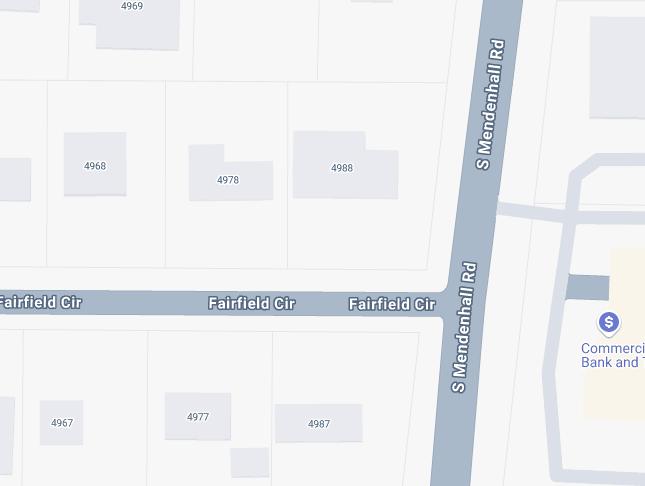 4969
S Mendenhall Rd
4968
4978
4988
Fairfield Cir
Fairfield Cir
Fairfield Cir
S Mendenhall Rd
$
Commerci
Bank and T
4967
4977
4987